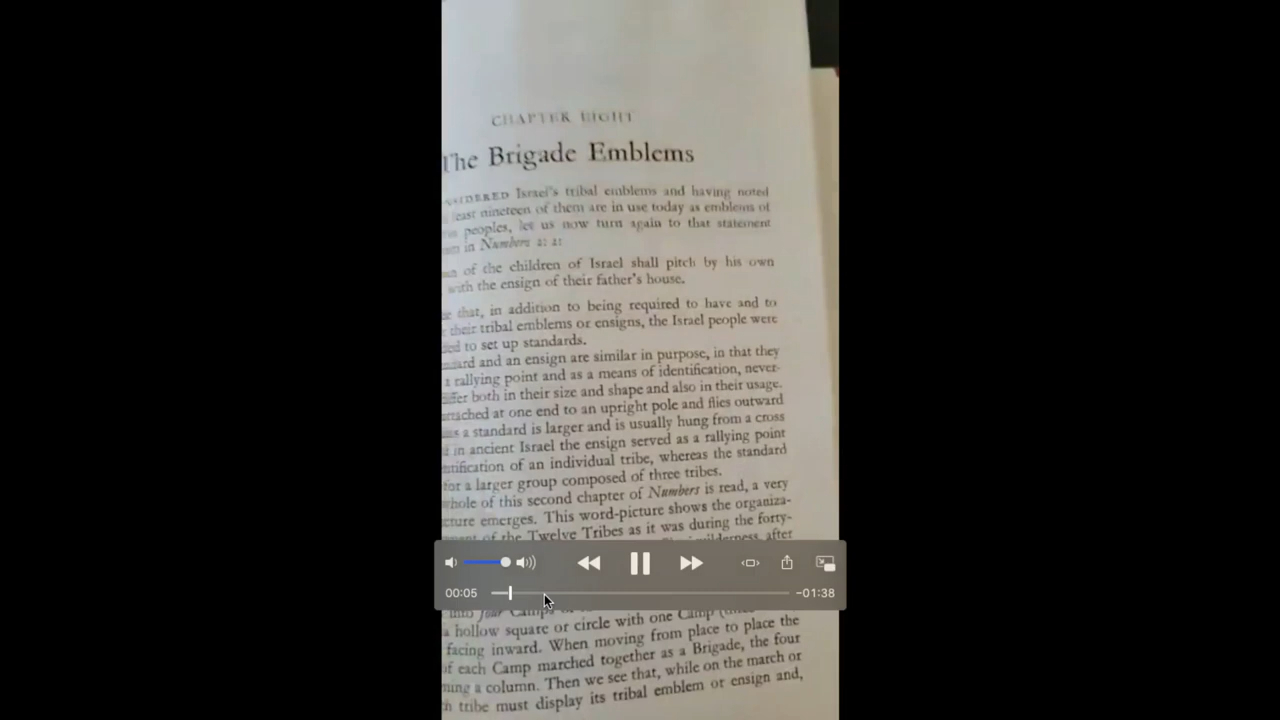 CHAPTER EIGHT
The Brigade Emblems
Israel's tribal emblems and having noted
least nineteen of them are in use today as emblems of
peoples, let us now turn again to that statement
in Numbers 2: 2:
of the children of Israel shall pitch by his own
with the ensign of their father's house.
that, in addition to being required to have and to
their tribal emblems or ensigns, the Israel people were
to set up standards.
and an ensign are similar in purpose, in that they
a rallying point and as a means of identification, never-
both in their size and shape and also in their usage.
at one end to an upright pole and flies outward
a standard is larger and is usually hung from a cross
in ancient Israel the ensign served as a rallying point
of an individual tribe, whereas the standard
for a larger group composed of three tribes.
of this second chapter of Numbers is read, a very
emerges. This word-picture shows the organiza-
of the Twelve Tribes as it was during the forty-
wilderness after
00:05
-01:38
into four Camps
a hollow square or circle with one Camp
facing inward. When moving from place to place the
of each Camp marched together as a Brigade, the four
a column. Then we see that, while on the march or
tribe must display its tribal emblem or ensign and,